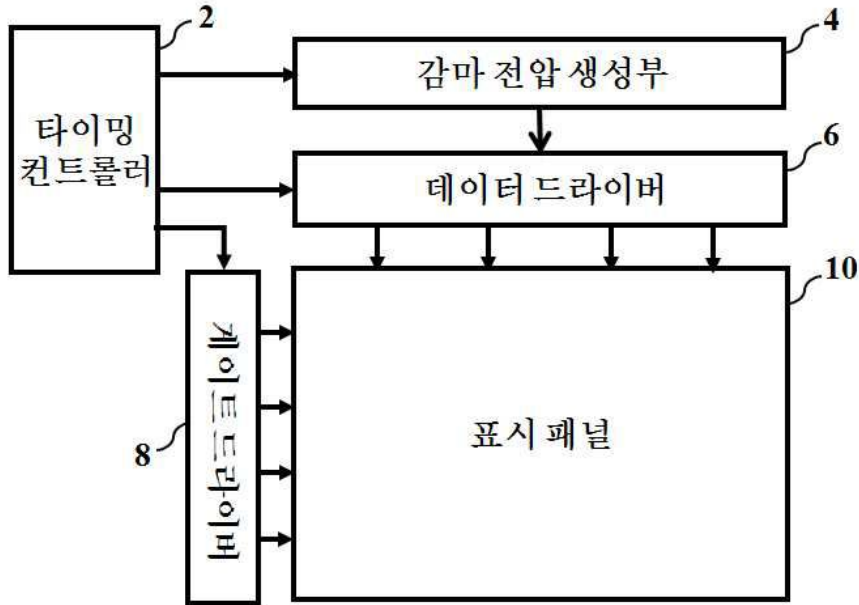 2
타이밍
컨트롤러
4
감마 전압 생성부
6
데이터 드라이버
10
표시 패널
8
게이트 드라이버